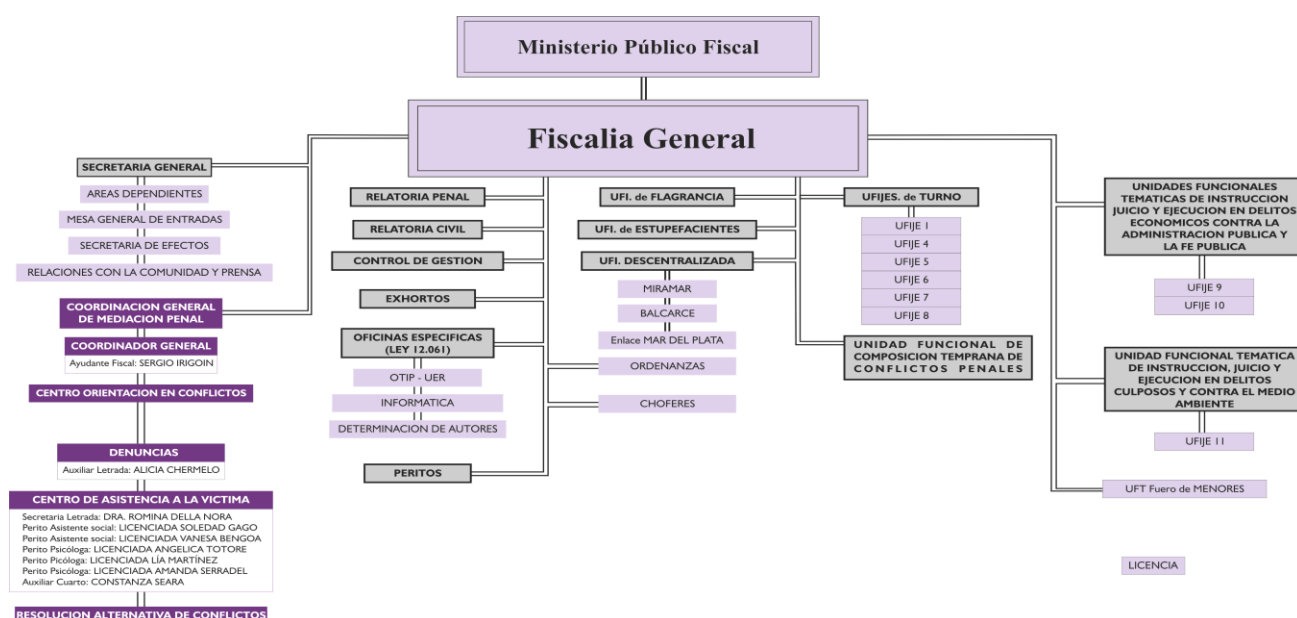 Ministerio Público Fiscal
Fiscalia General
SECRETARIA GENERAL
AREAS DEPENDIENTES
MESA GENERAL DE ENTRADAS
SECRETARIA DE EFECTOS
RELACIONES CON LA COMUNIDAD Y PRENSA
COORDINACION GENERAL
DE MEDIACION PENAL
COORDINADOR GENERAL
Ayudante Fiscal: SERGIO IRIGOIN
CENTRO ORIENTACION EN CONFLICTOS
DENUNCIAS
Auxiliar Letrada: ALICIA CHERMELO
CENTRO DE ASISTENCIA A LA VICTIMA
Secretaria Letrada: DRA. ROMINA DELLA NORA
Perito Asistente social: LICENCIADA SOLEDAD GAGO
Perito Asistente social: LICENCIADA VANESA BENGOA
Perito Psicóloga: LICENCIADA ANGELICA TOTORE
Perito Picóloga: LICENCIADA LÍA MARTÍNEZ
Perito Psicóloga: LICENCIADA AMANDA SERRADEL
Auxiliar Cuarto: CONSTANZA SEARA
RESOLUCION ALTERNATIVA DE CONFLICTOS
RELATORIA PENAL
RELATORIA CIVIL
CONTROL DE GESTION
EXHORTOS
OFICINAS ESPECIFICAS
(LEY 12.061)
OTIP - UER
INFORMATICA
DETERMINACION DE AUTORES
PERITOS
UFI. de FLAGRANCIA
UFI. de ESTUPEFACIENTES
UFI. DESCENTRALIZADA
MIRAMAR
BALCARCE
Enlace MAR DEL PLATA
ORDENANZAS
CHOFERES
UFIJES. de TURNO
UFIJE 1
UFIJE 4
UFIJE 5
UFIJE 6
UFIJE 7
UFIJE 8
UNIDAD FUNCIONAL DE
COMPOSICION TEMPRANA DE
CONFLICTOS PENALES
UNIDADES FUNCIONALES
TEMATICAS DE INSTRUCCION
JUICIO Y EJECUCION EN DELITOS
ECONOMICOS CONTRA LA
ADMINISTRACION PUBLICA Y
LA FE PUBLICA
UFIJE 9
UFIJE 10
UNIDAD FUNCIONAL TEMATICA
DE INSTRUCCION, JUICIO Y
EJECUCION EN DELITOS
CULPOSOS Y CONTRA EL MEDIO
AMBIENTE
UFIJE 11
UFT Fuero de MENORES
LICENCIA